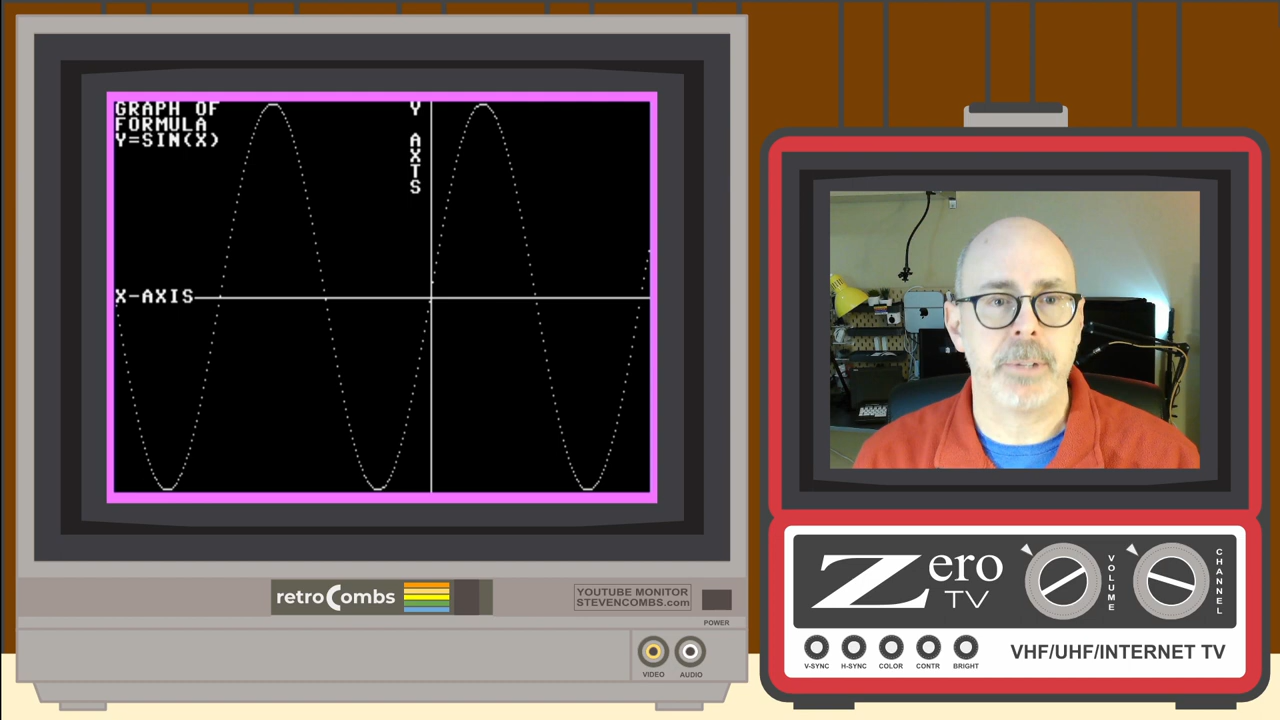 GRAPH OF
FORMULA
Y=SIN(X)
Y AXIS
X-AXIS
retroCombs
YOUTUBE MONITOR
STEVENCOMBS.com
POWER
VIDEO
AUDIO
Zero
TV
VOLUME
CHANNEL
V-SYNC
H-SYNC
COLOR
CONTR
BRIGHT
VHF/UHF/INTERNET TV